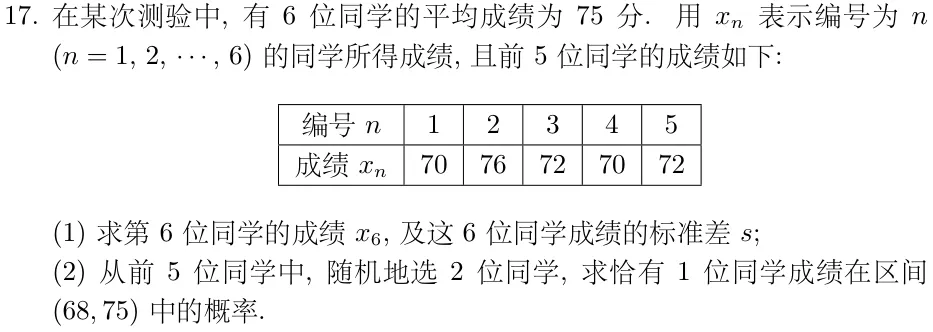 17. 在某次测验中, 有 6 位同学的平均成绩为 75 分. 用 xₙ 表示编号为 n
(n = 1, 2, ⋯, 6) 的同学所得成绩, 且前 5 位同学的成绩如下:
编号 n 1 2 3 4 5
成绩 xₙ 70 76 72 70 72
(1) 求第 6 位同学的成绩 x₆, 及这 6 位同学成绩的标准差 s;
(2) 从前 5 位同学中, 随机地选 2 位同学, 求恰有 1 位同学成绩在区间
(68, 75) 中的概率.